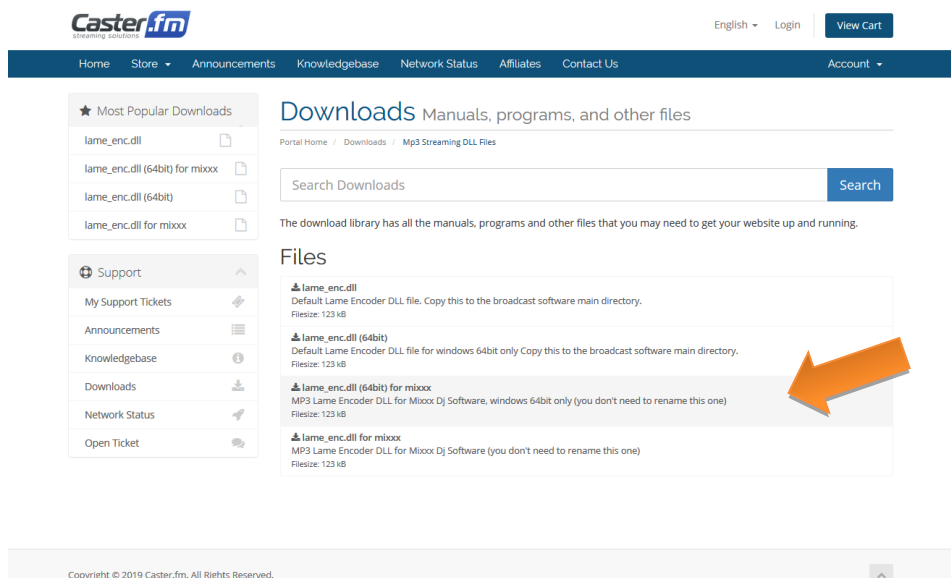 Caster.fm
streaming solutions
English
Login
View Cart
Home Store Announcements Knowledgebase Network Status Affiliates Contact Us Account
Most Popular Downloads
lame_enc.dll
lame_enc.dll (64bit) for mixxx
lame_enc.dll (64bit)
lame_enc.dll for mixxx
Support
My Support Tickets
Announcements
Knowledgebase
Downloads
Network Status
Open Ticket
Downloads Manuals, programs, and other files
Portal Home / Downloads / Mp3 Streaming DLL Files
Search Downloads
Search
The download library has all the manuals, programs and other files that you may need to get your website up and running.
Files
lame_enc.dll
Default Lame Encoder DLL file. Copy this to the broadcast software main directory.
Filesize: 123 kB
lame_enc.dll (64bit)
Default Lame Encoder DLL file for windows 64bit only Copy this to the broadcast software main directory.
Filesize: 123 kB
lame_enc.dll (64bit) for mixxx
MP3 Lame Encoder DLL for Mixxx Dj Software, windows 64bit only (you don't need to rename this one)
Filesize: 123 kB
lame_enc.dll for mixxx
MP3 Lame Encoder DLL for Mixxx Dj Software (you don't need to rename this one)
Filesize: 123 kB
Copyright © 2019 Caster.fm. All Rights Reserved.